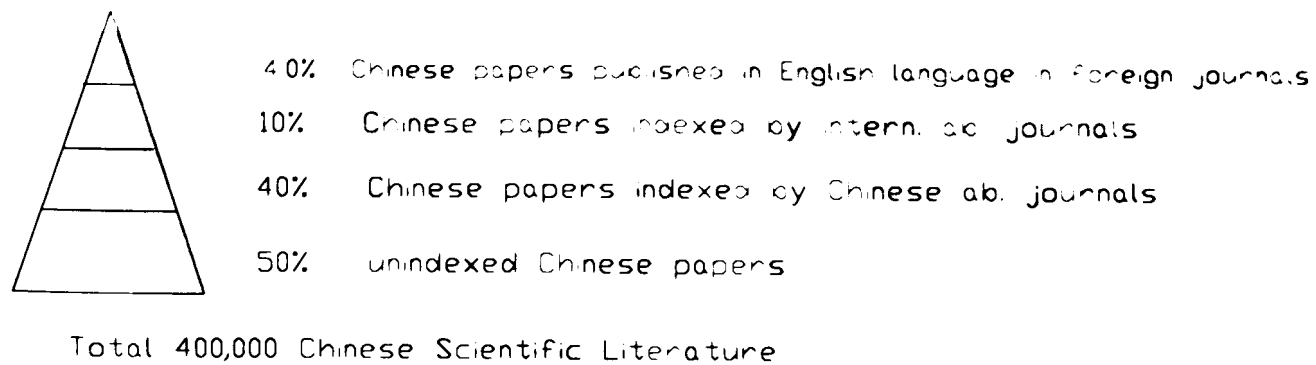 4 0% Chinese papers published in English language in foreign journals
10% Chinese papers indexed by intern. ab journals
40% Chinese papers indexed by Chinese ab. journals
50% unindexed Chinese papers
Total 400,000 Chinese Scientific Literature